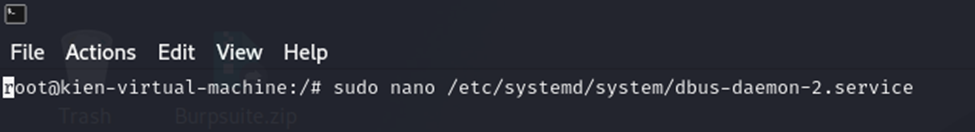 File Actions Edit View Help
root@kien-virtual-machine:/# sudo nano /etc/systemd/system/dbus-daemon-2.service
Trash Burpsuite.zip